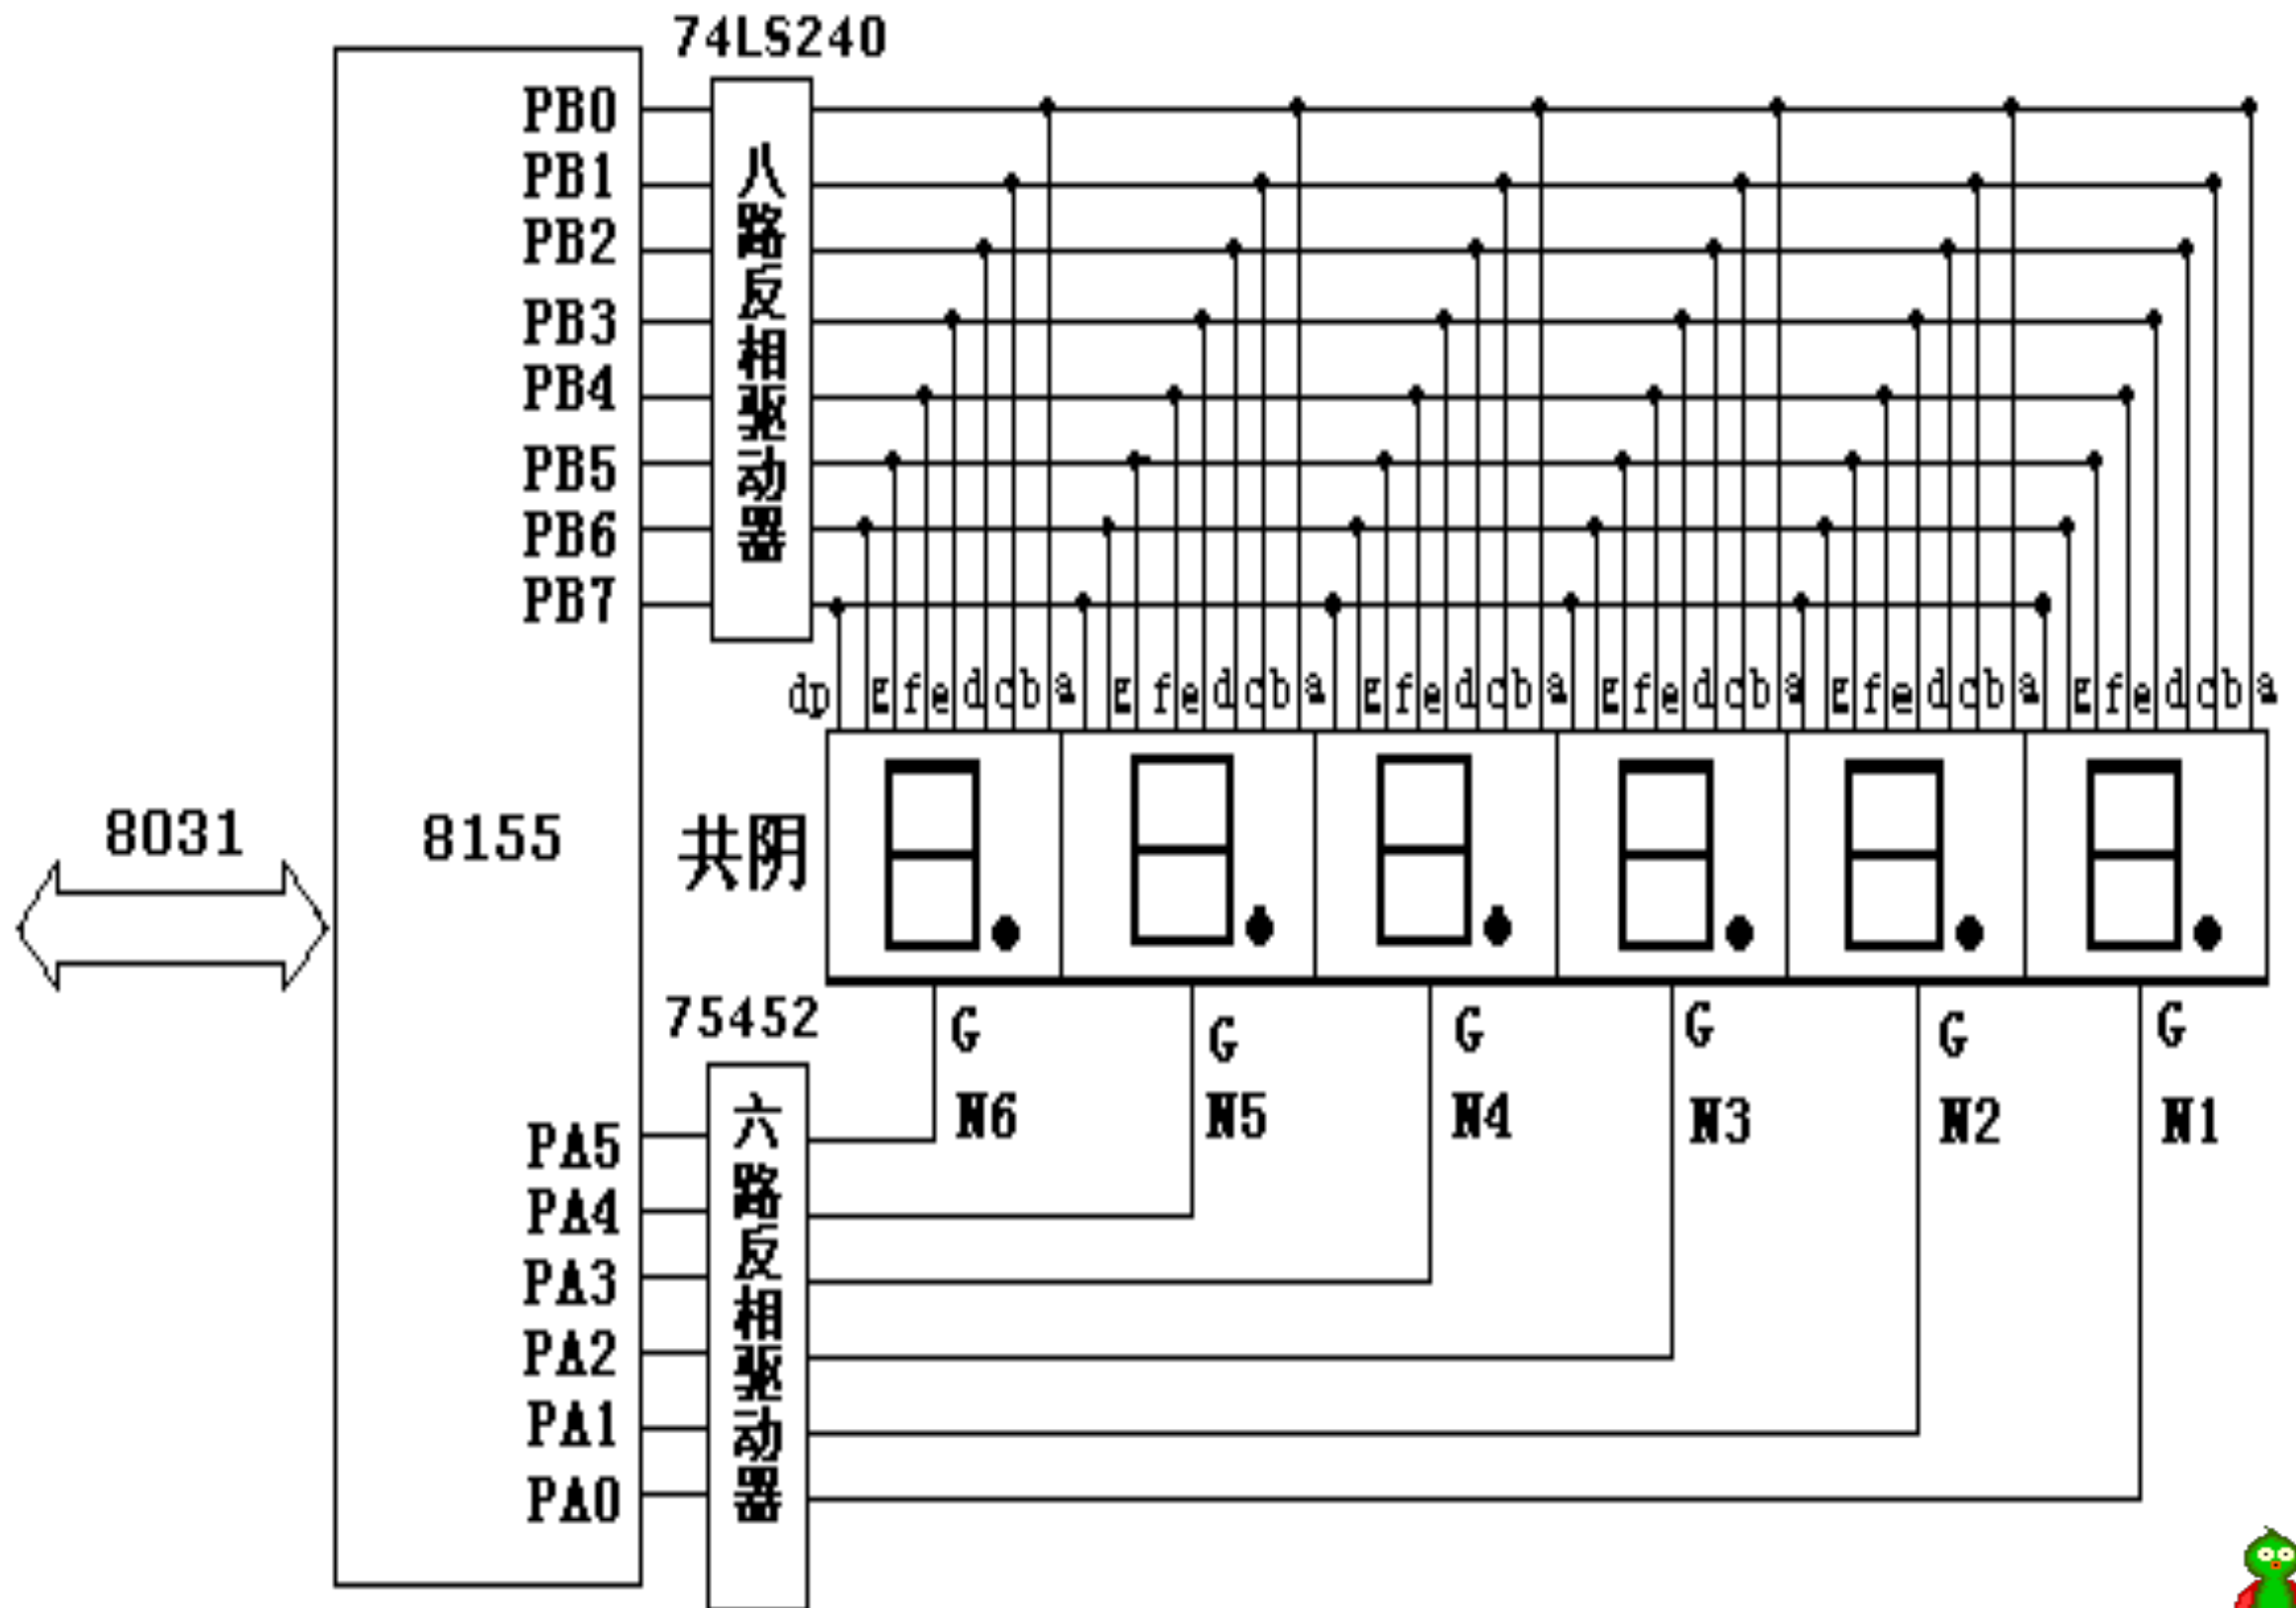 74LS240
PB0
PB1
PB2
PB3
PB4
PB5
PB6
PB7
八路反相驱动器
dp g f e d c b a g f e d c b a g f e d c b a g f e d c b a g f e d c b a g f e d c b a
8031
8155
共阴
75452
G G G G G G
N6 N5 N4 N3 N2 N1
PA5
PA4
PA3
PA2
PA1
PA0
六路反相驱动器